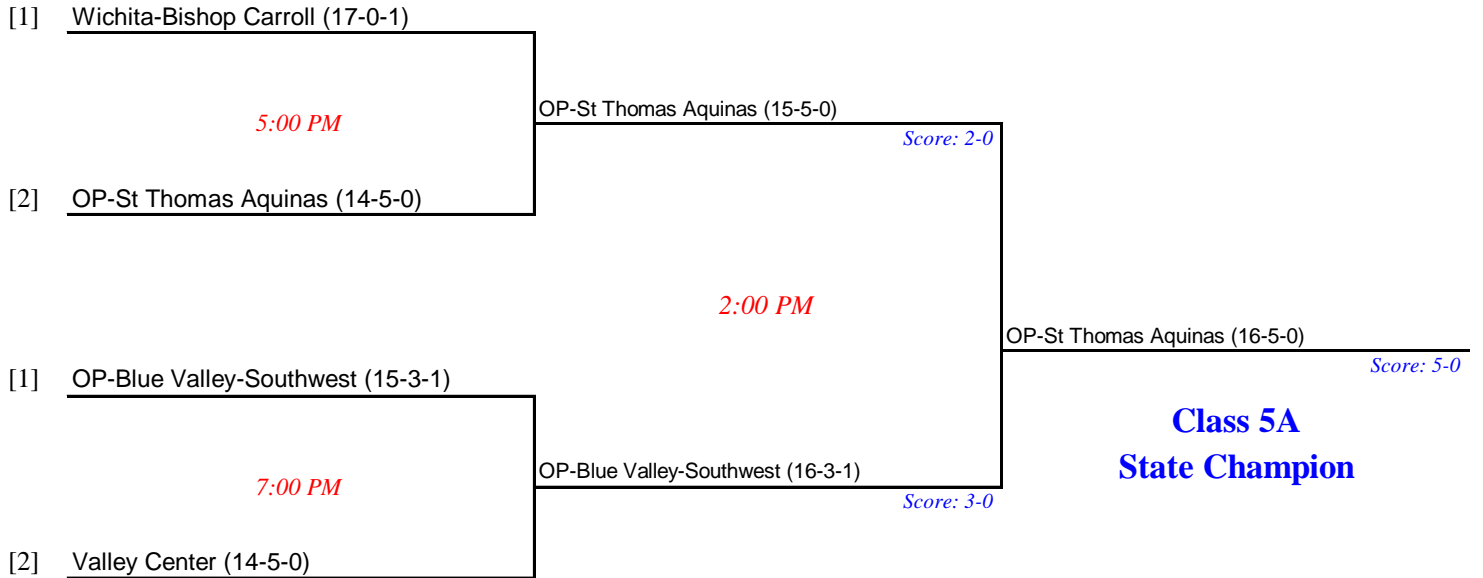 [1] Wichita-Bishop Carroll (17-0-1)
OP-St Thomas Aquinas (15-5-0)
5:00 PM
Score: 2-0
[2] OP-St Thomas Aquinas (14-5-0)
2:00 PM
OP-St Thomas Aquinas (16-5-0)
Score: 5-0
[1] OP-Blue Valley-Southwest (15-3-1)
Class 5A
State Champion
OP-Blue Valley-Southwest (16-3-1)
7:00 PM
Score: 3-0
[2] Valley Center (14-5-0)